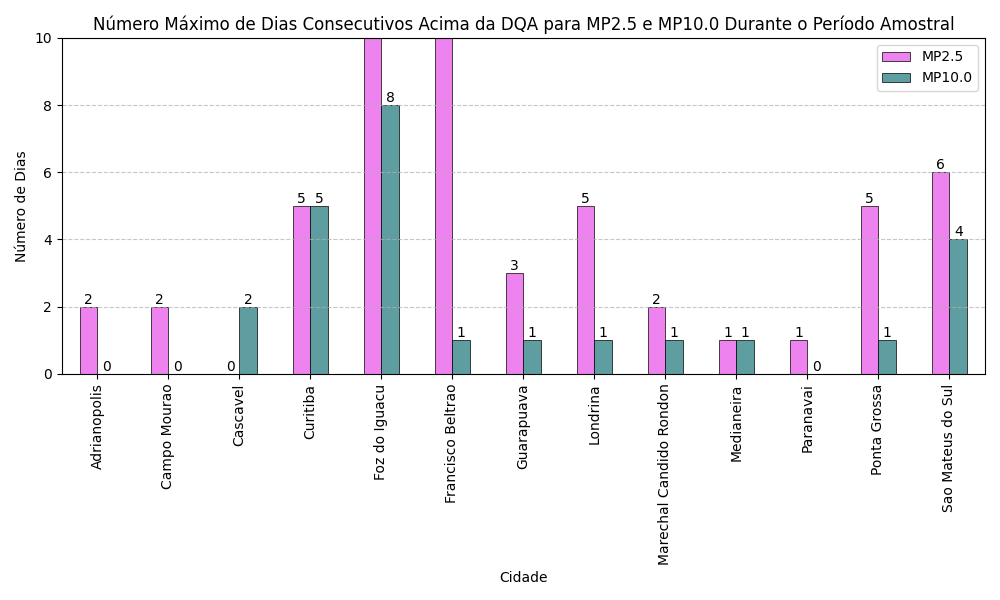 Número Máximo de Dias Consecutivos Acima da DQA para MP2.5 e MP10.0 Durante o Período Amostral
MP2.5
MP10.0
Número de Dias
10
8
6
4
2
0
2 0
2 0
0 2
5 5
8
1
3 1
5 1
2 1
1 1
1 0
5 1
6 4
Adrianopolis
Campo Mourao
Cascavel
Curitiba
Foz do Iguacu
Francisco Beltrao
Guarapuava
Londrina
Marechal Candido Rondon
Medianeira
Paranavai
Ponta Grossa
Sao Mateus do Sul
Cidade